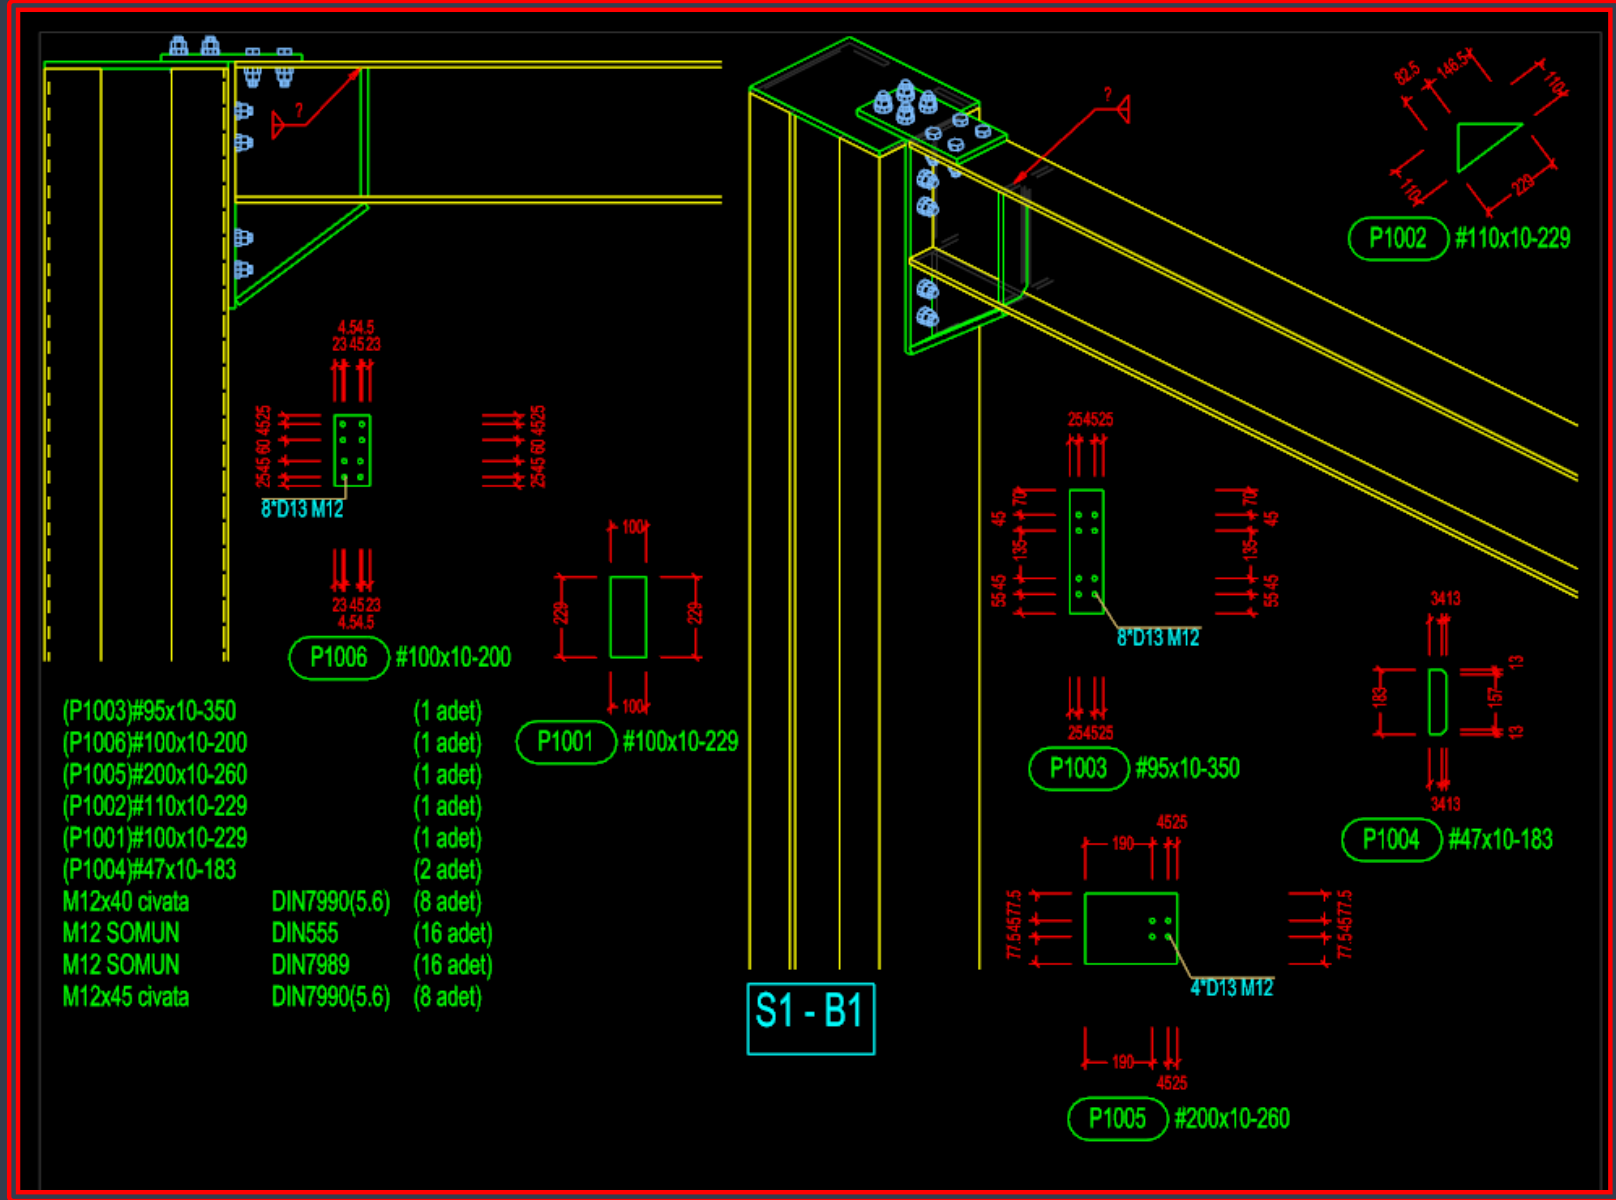 ?
4.54.5
23 45 23
2545 60 4525
2545 60 4525
8*D13 M12
23 45 23
4.54.5
P1006 #100x10-200
100
229
229
100
P1001 #100x10-229
(P1003)#95x10-350 (1 adet)
(P1006)#100x10-200 (1 adet)
(P1005)#200x10-260 (1 adet)
(P1002)#110x10-229 (1 adet)
(P1001)#100x10-229 (1 adet)
(P1004)#47x10-183 (2 adet)
M12x40 civata DIN7990(5.6) (8 adet)
M12 SOMUN DIN555 (16 adet)
M12 SOMUN DIN7989 (16 adet)
M12x45 civata DIN7990(5.6) (8 adet)
?
S1 - B1
82.5
146.5
110
110
229
P1002 #110x10-229
254525
70
45
135
5545
70
45
135
5545
8*D13 M12
254525
P1003 #95x10-350
3413
183
13
157
13
3413
P1004 #47x10-183
4525
190
77.54577.5
77.54577.5
4*D13 M12
190
4525
P1005 #200x10-260